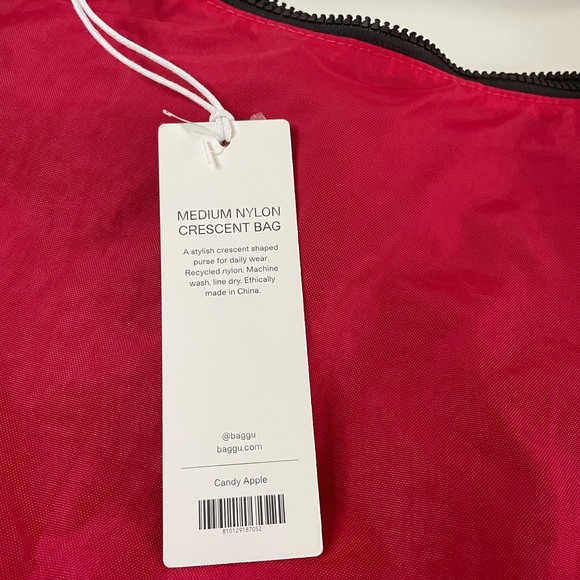 MEDIUM NYLON
CRESCENT BAG
A stylish crescent shaped
purse for daily wear.
Recycled nylon. Machine
wash, line dry. Ethically
made in China.
@baggu
baggu.com
Candy Apple
810129187052